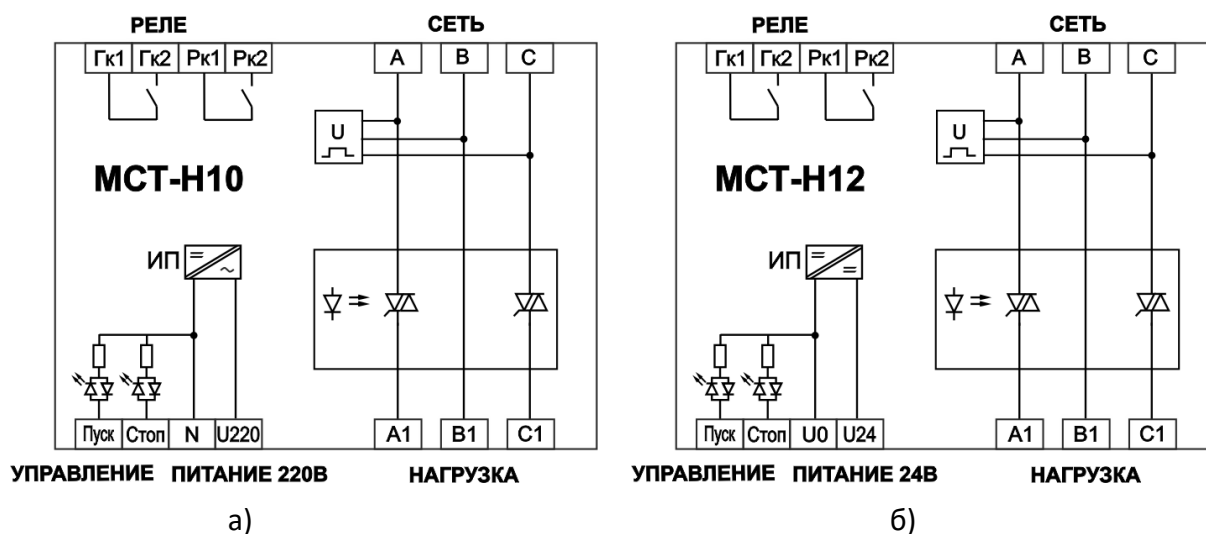 РЕЛЕ СЕТЬ
Гк1 Гк2 Рк1 Рк2 A B C
U
МСТ-Н10
ИП
Пуск Стоп N U220 A1 B1 C1
УПРАВЛЕНИЕ ПИТАНИЕ 220В НАГРУЗКА
а)
РЕЛЕ СЕТЬ
Гк1 Гк2 Рк1 Рк2 A B C
U
МСТ-Н12
ИП
Пуск Стоп U0 U24 A1 B1 C1
УПРАВЛЕНИЕ ПИТАНИЕ 24В НАГРУЗКА
б)